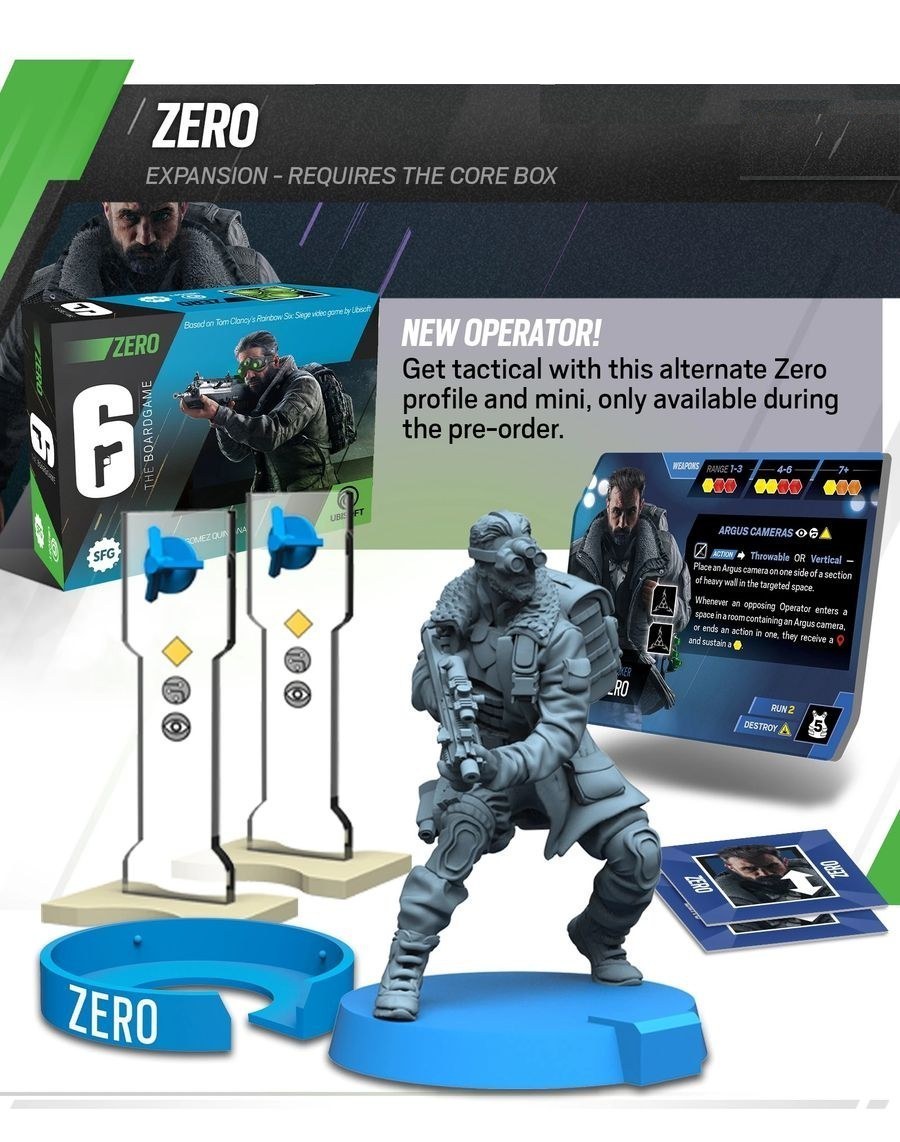 ZERO
EXPANSION - REQUIRES THE CORE BOX
Based on Tom Clancy's Rainbow Six: Siege video game by Ubisoft
ZERO
ZERO
6
THE BOARDGAME
SFG
UBISOFT
NEW OPERATOR!
Get tactical with this alternate Zero
profile and mini, only available during
the pre-order.
WEAPONS RANGE 1-3 4-6 7+
ARGUS CAMERAS
ACTION Throwable OR Vertical –
Place an Argus camera on one side of a section
of heavy wall in the targeted space.
Whenever an opposing Operator enters a
space in a room containing an Argus camera,
or ends an action in one, they receive a
and sustain a .
RUN 2
DESTROY
5
ZERO
ZERO
ZERO